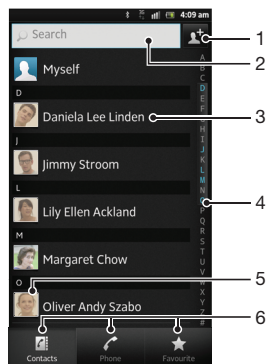 4:09 am
Search
1
2
Myself
D
Daniela Lee Linden
3
J
Jimmy Stroom
L
Lily Ellen Ackland
4
M
Margaret Chow
O
5
Oliver Andy Szabo
6
Contacts
Phone
Favourite
A
B
C
D
E
F
G
H
I
J
K
L
M
N
O
P
Q
R
S
T
U
V
W
X
Y
Z
#